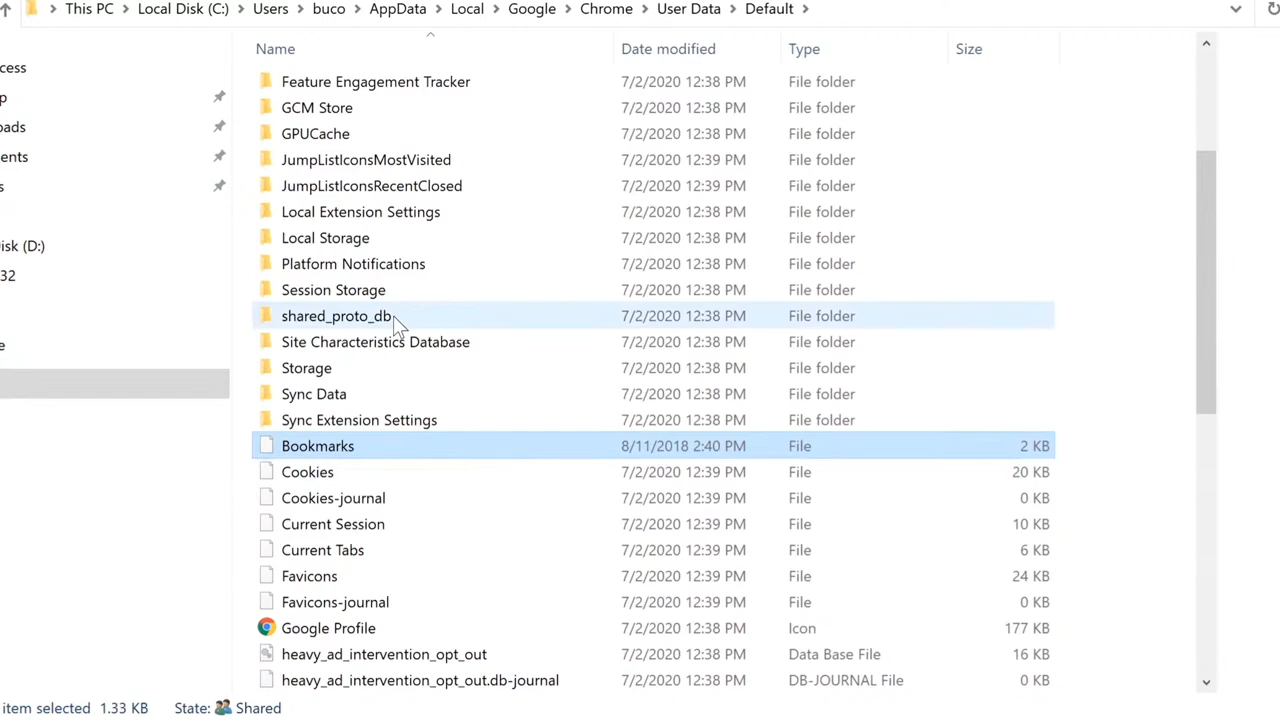 This PC > Local Disk (C:) > Users > buco > AppData > Local > Google > Chrome > User Data > Default >
Name Date modified Type Size
cess
p
oads
ents
s
isk (D:)
32
e
Feature Engagement Tracker 7/2/2020 12:38 PM File folder
GCM Store 7/2/2020 12:38 PM File folder
GPUCache 7/2/2020 12:38 PM File folder
JumpListIconsMostVisited 7/2/2020 12:39 PM File folder
JumpListIconsRecentClosed 7/2/2020 12:39 PM File folder
Local Extension Settings 7/2/2020 12:38 PM File folder
Local Storage 7/2/2020 12:38 PM File folder
Platform Notifications 7/2/2020 12:38 PM File folder
Session Storage 7/2/2020 12:38 PM File folder
shared_proto_db 7/2/2020 12:38 PM File folder
Site Characteristics Database 7/2/2020 12:38 PM File folder
Storage 7/2/2020 12:38 PM File folder
Sync Data 7/2/2020 12:38 PM File folder
Sync Extension Settings 7/2/2020 12:38 PM File folder
Bookmarks 8/11/2018 2:40 PM File 2 KB
Cookies 7/2/2020 12:39 PM File 20 KB
Cookies-journal 7/2/2020 12:39 PM File 0 KB
Current Session 7/2/2020 12:39 PM File 10 KB
Current Tabs 7/2/2020 12:39 PM File 6 KB
Favicons 7/2/2020 12:39 PM File 24 KB
Favicons-journal 7/2/2020 12:39 PM File 0 KB
Google Profile 7/2/2020 12:38 PM Icon 177 KB
heavy_ad_intervention_opt_out 7/2/2020 12:38 PM Data Base File 16 KB
heavy_ad_intervention_opt_out.db-journal 7/2/2020 12:38 PM DB-JOURNAL File 0 KB
item selected 1.33 KB State: Shared